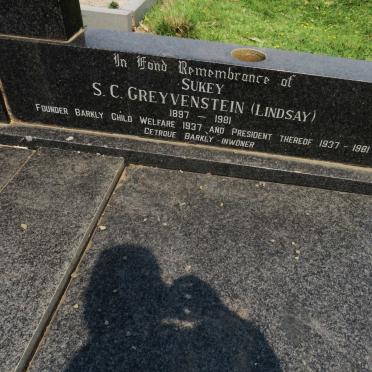 In Fond Remembrance of
SUKEY
S. C. GREYVENSTEIN (LINDSAY)
1897 — 1981
FOUNDER BARKLY CHILD WELFARE 1937 AND PRESIDENT THEREOF 1937 - 1981
CETROUE BARKLY-INWONER